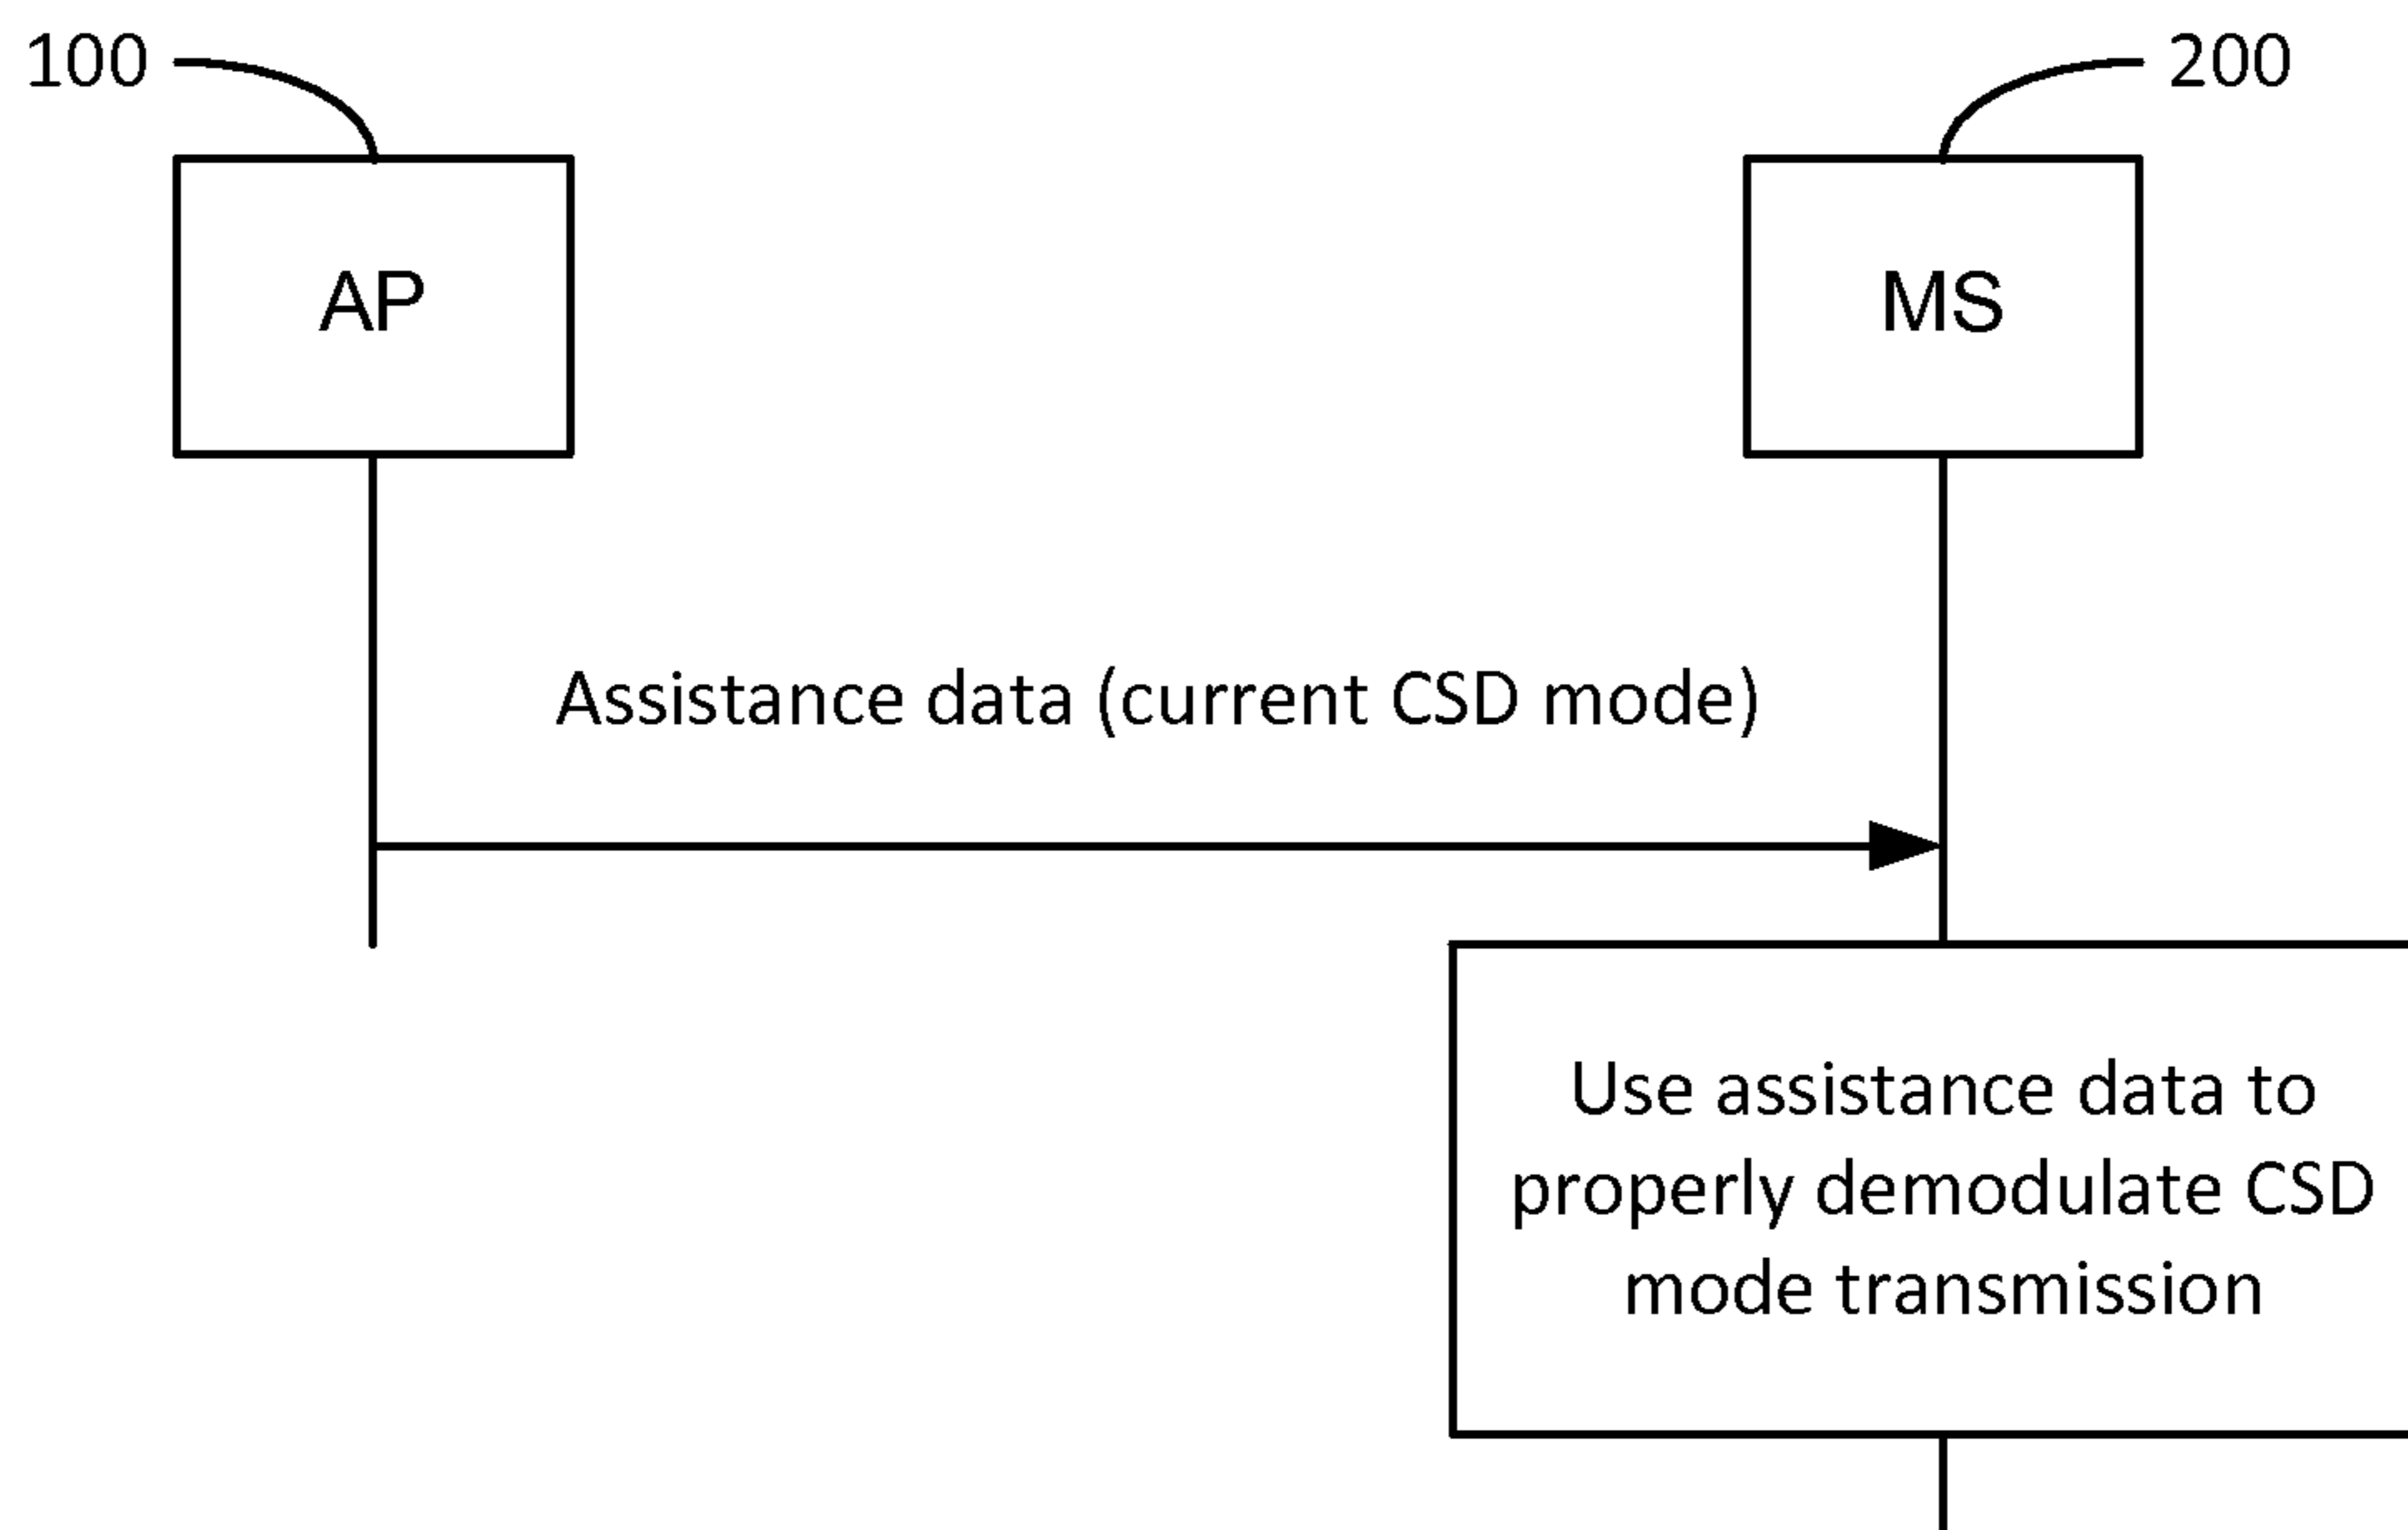 100
200
AP
MS
Assistance data (current CSD mode)
Use assistance data to
properly demodulate CSD
mode transmission